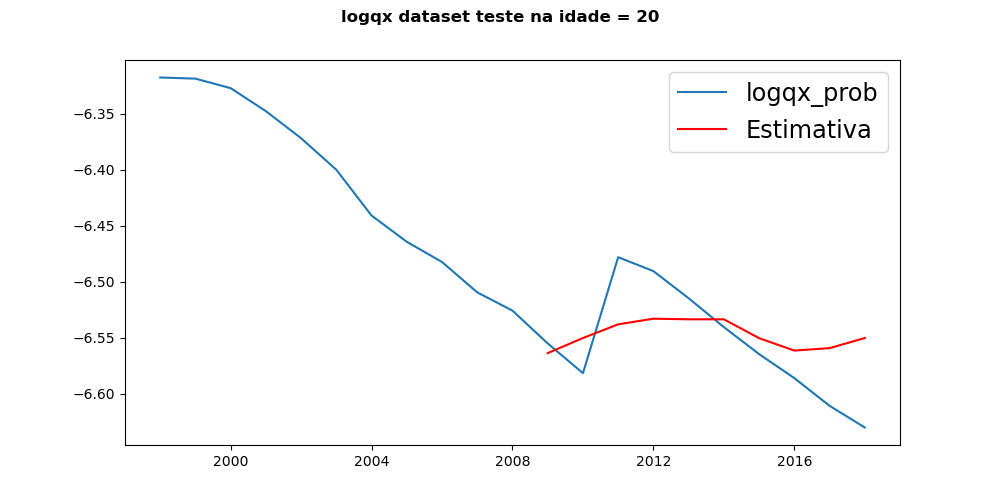 logqx dataset teste na idade = 20
logqx_prob
Estimativa
−6.35
−6.40
−6.45
−6.50
−6.55
−6.60
2000 2004 2008 2012 2016